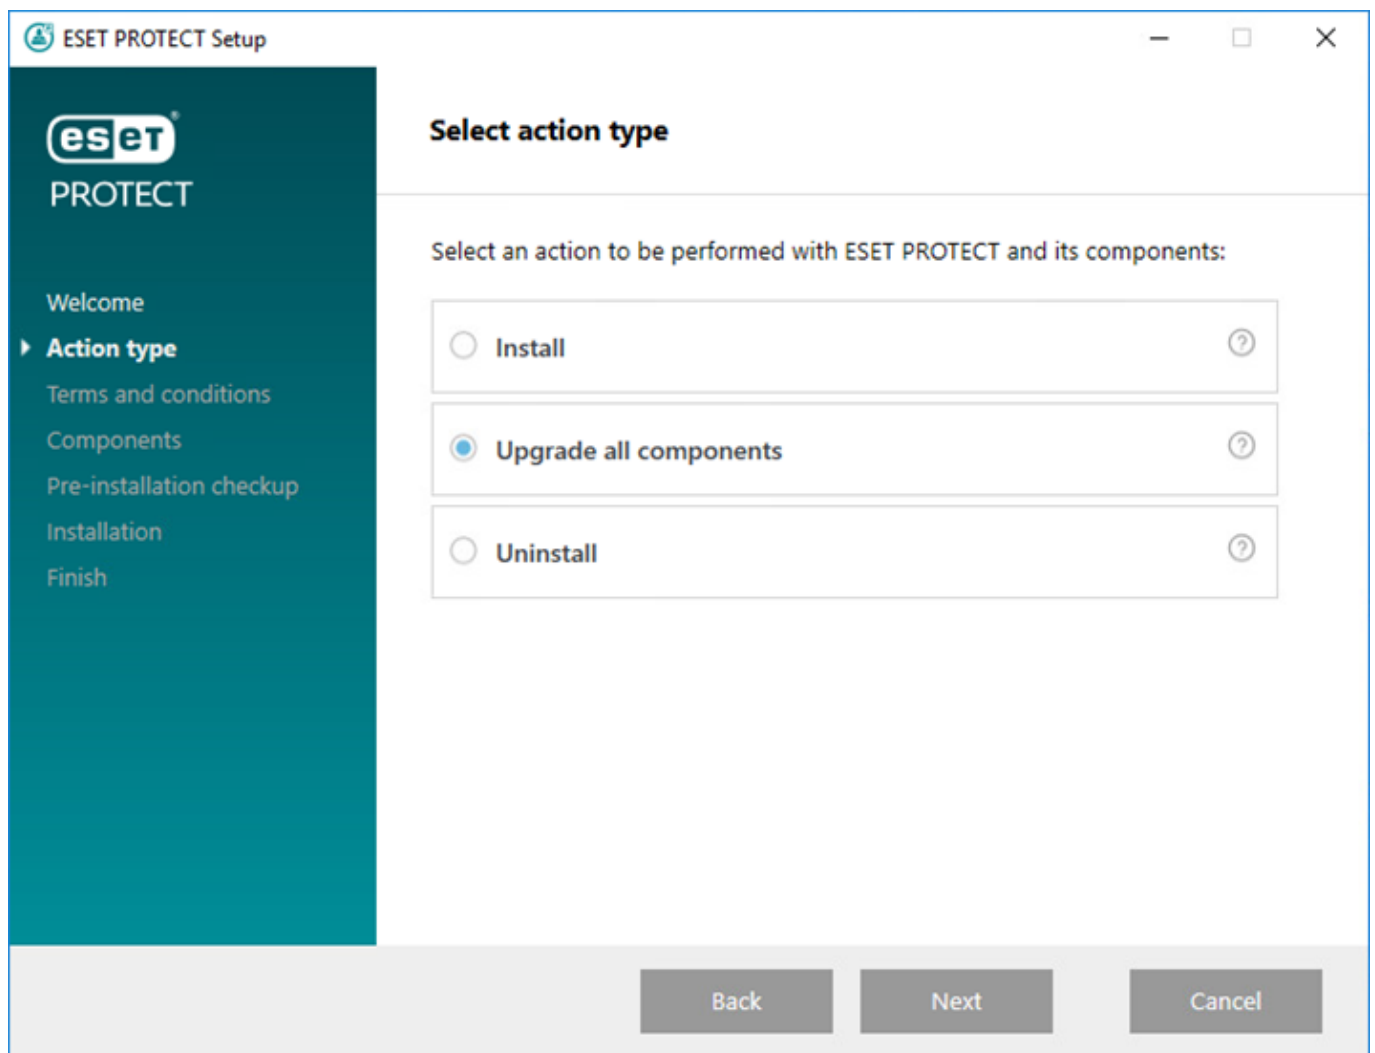 ESET PROTECT Setup
eset®
PROTECT
Welcome
Action type
Terms and conditions
Components
Pre-installation checkup
Installation
Finish
Select action type
Select an action to be performed with ESET PROTECT and its components:
Install
?
Upgrade all components
?
Uninstall
?
Back
Next
Cancel